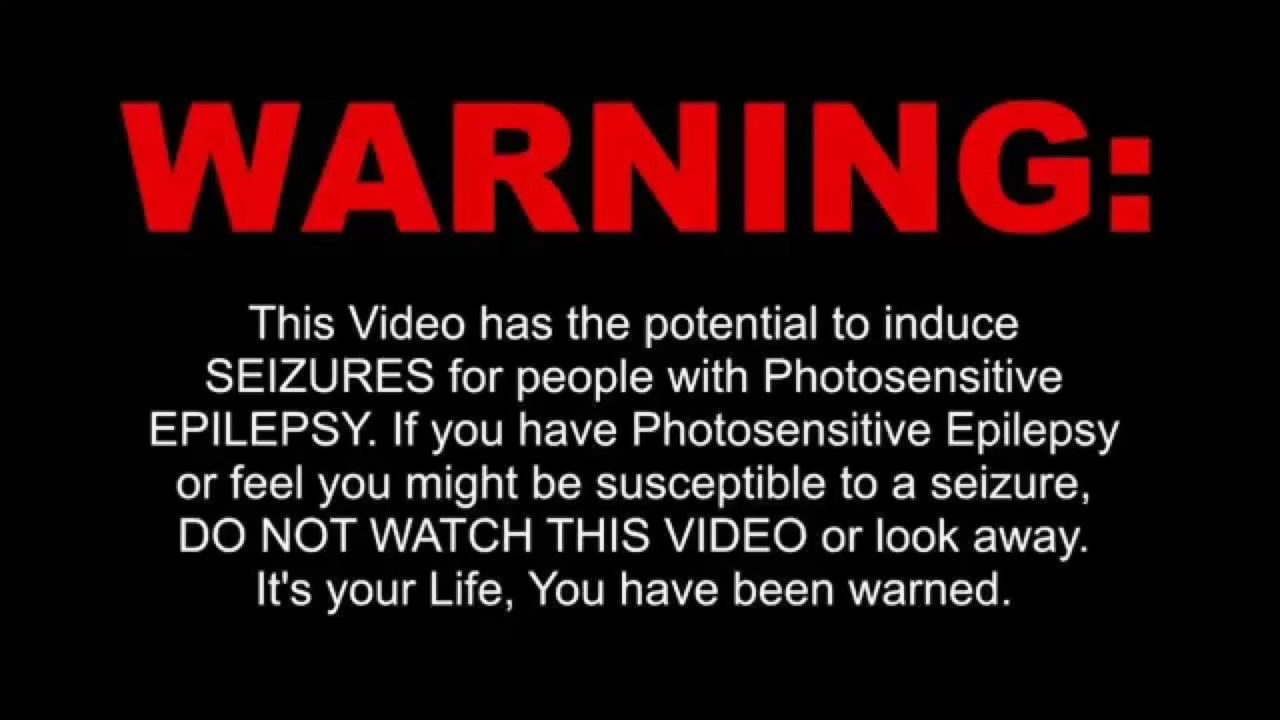 WARNING:
This Video has the potential to induce
SEIZURES for people with Photosensitive
EPILEPSY. If you have Photosensitive Epilepsy
or feel you might be susceptible to a seizure,
DO NOT WATCH THIS VIDEO or look away.
It's your Life, You have been warned.